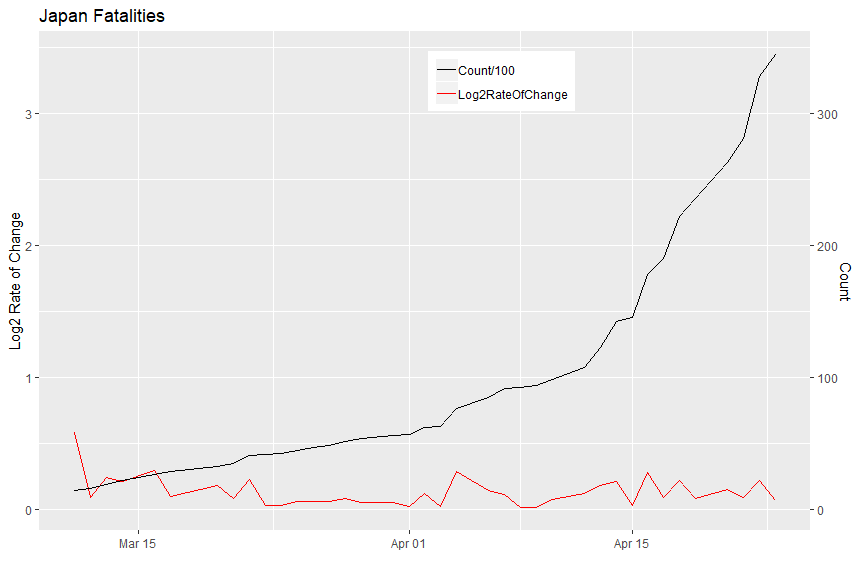 Japan Fatalities
Count/100
Log2RateOfChange
3
2
1
0
300
200
100
0
Log2 Rate of Change
Count
Mar 15
Apr 01
Apr 15